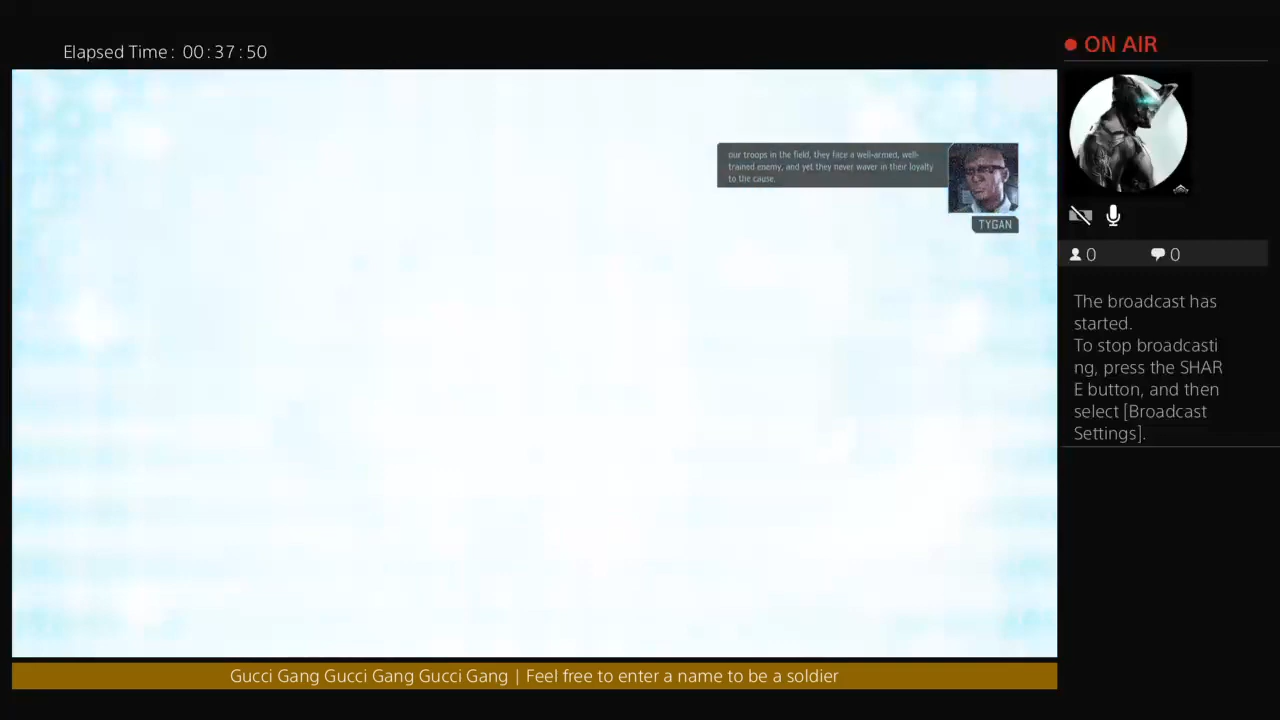 Elapsed Time: 00:37:50
ON AIR
our troops in the field, they face a well-armed, well-
trained enemy, and yet they never waver in their loyalty
to the cause.
TYGAN
0 0
The broadcast has
started.
To stop broadcasti
ng, press the SHAR
E button, and then
select [Broadcast
Settings].
Gucci Gang Gucci Gang Gucci Gang | Feel free to enter a name to be a soldier